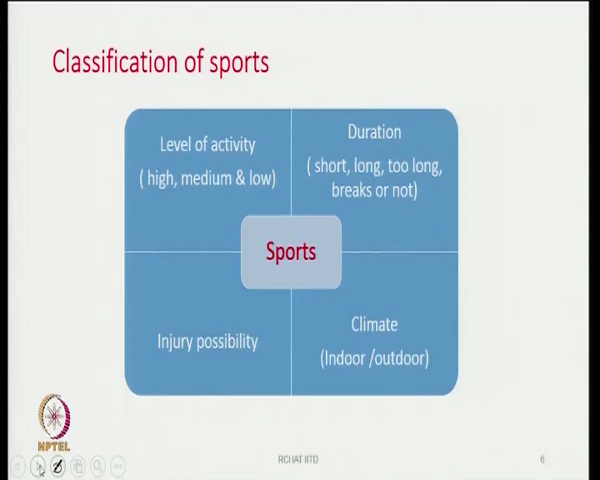 Classification of sports
Level of activity
( high, medium & low)
Duration
( short, long, too long,
breaks or not)
Sports
Injury possibility
Climate
(Indoor /outdoor)
NPTEL
RCHAT IITD
6